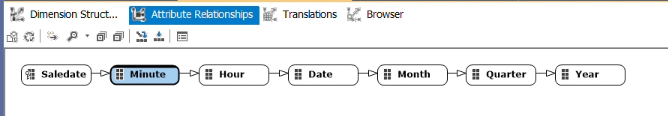 Dimension Struct... Attribute Relationships Translations Browser
Saledate Minute Hour Date Month Quarter Year